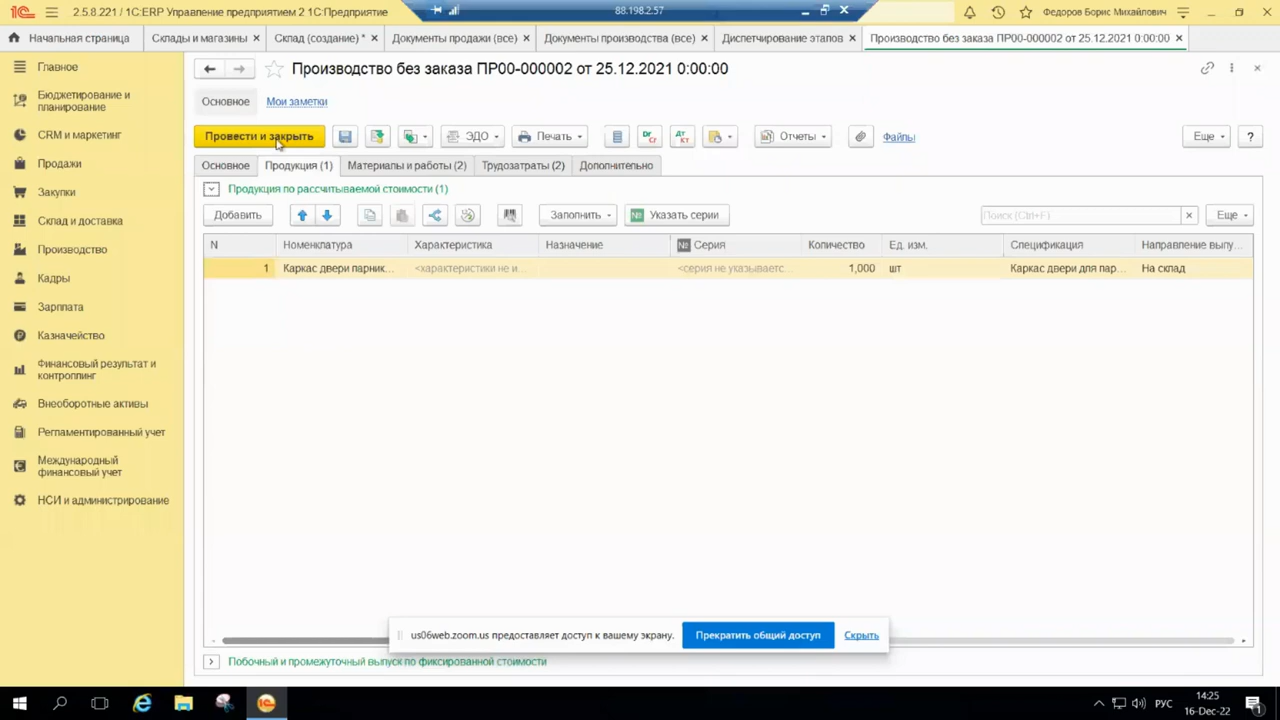 2.5.8.221 / 1С:ERP Управление предприятием 2 1С:Предприятие
88.198.2.57
Федоров Борис Михайлович
Начальная страница
Склады и магазины
Склад (создание) *
Документы продажи (все)
Документы производства (все)
Диспетчирование этапов
Производство без заказа ПР00-000002 от 25.12.2021 0:00:00
Главное
Бюджетирование и планирование
CRM и маркетинг
Продажи
Закупки
Склад и доставка
Производство
Кадры
Зарплата
Казначейство
Финансовый результат и контроллинг
Внеоборотные активы
Регламентированный учет
Международный финансовый учет
НСИ и администрирование
Производство без заказа ПР00-000002 от 25.12.2021 0:00:00
Основное
Мои заметки
Провести и закрыть
ЭДО
Печать
Dr Cr
Дт Кт
Отчеты
Файлы
Еще
?
Основное
Продукция (1)
Материалы и работы (2)
Трудозатраты (2)
Дополнительно
Продукция по рассчитываемой стоимости (1)
Добавить
Заполнить
№ Указать серии
Поиск (Ctrl+F)
Еще
N
Номенклатура
Характеристика
Назначение
№ Серия
Количество
Ед. изм.
Спецификация
Направление выпу...
1
Каркас двери парник...
<характеристики не и...
<серия не указываетс...
1,000
шт
Каркас двери для пар...
На склад
us06web.zoom.us предоставляет доступ к вашему экрану.
Прекратить общий доступ
Скрыть
Побочный и промежуточный выпуск по фиксированной стоимости
РУС
14:25
16-Dec-22
1